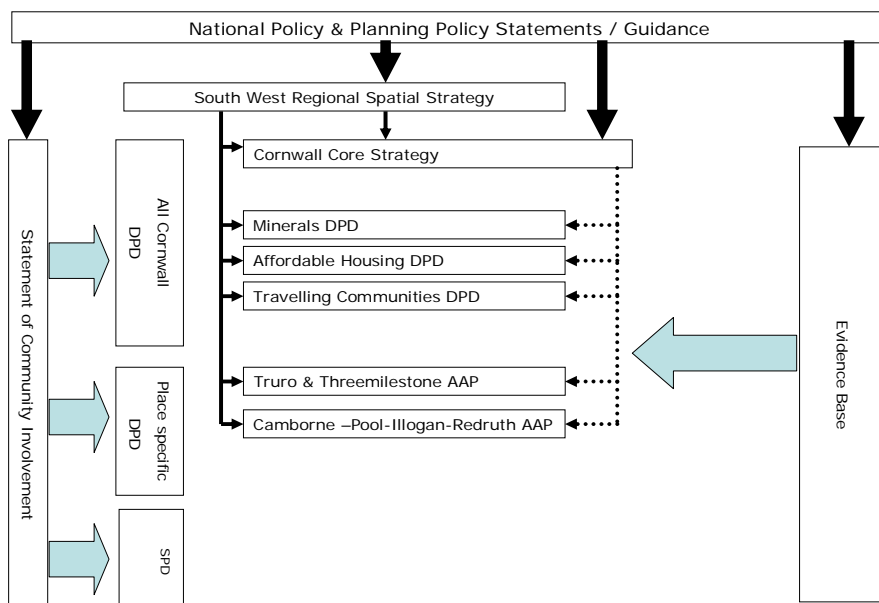 National Policy & Planning Policy Statements / Guidance
South West Regional Spatial Strategy
Cornwall Core Strategy
Statement of Community Involvement
All Cornwall
DPD
Minerals DPD
Affordable Housing DPD
Travelling Communities DPD
Evidence Base
Place specific
DPD
Truro & Threemilestone AAP
Camborne –Pool-Illogan-Redruth AAP
SPD